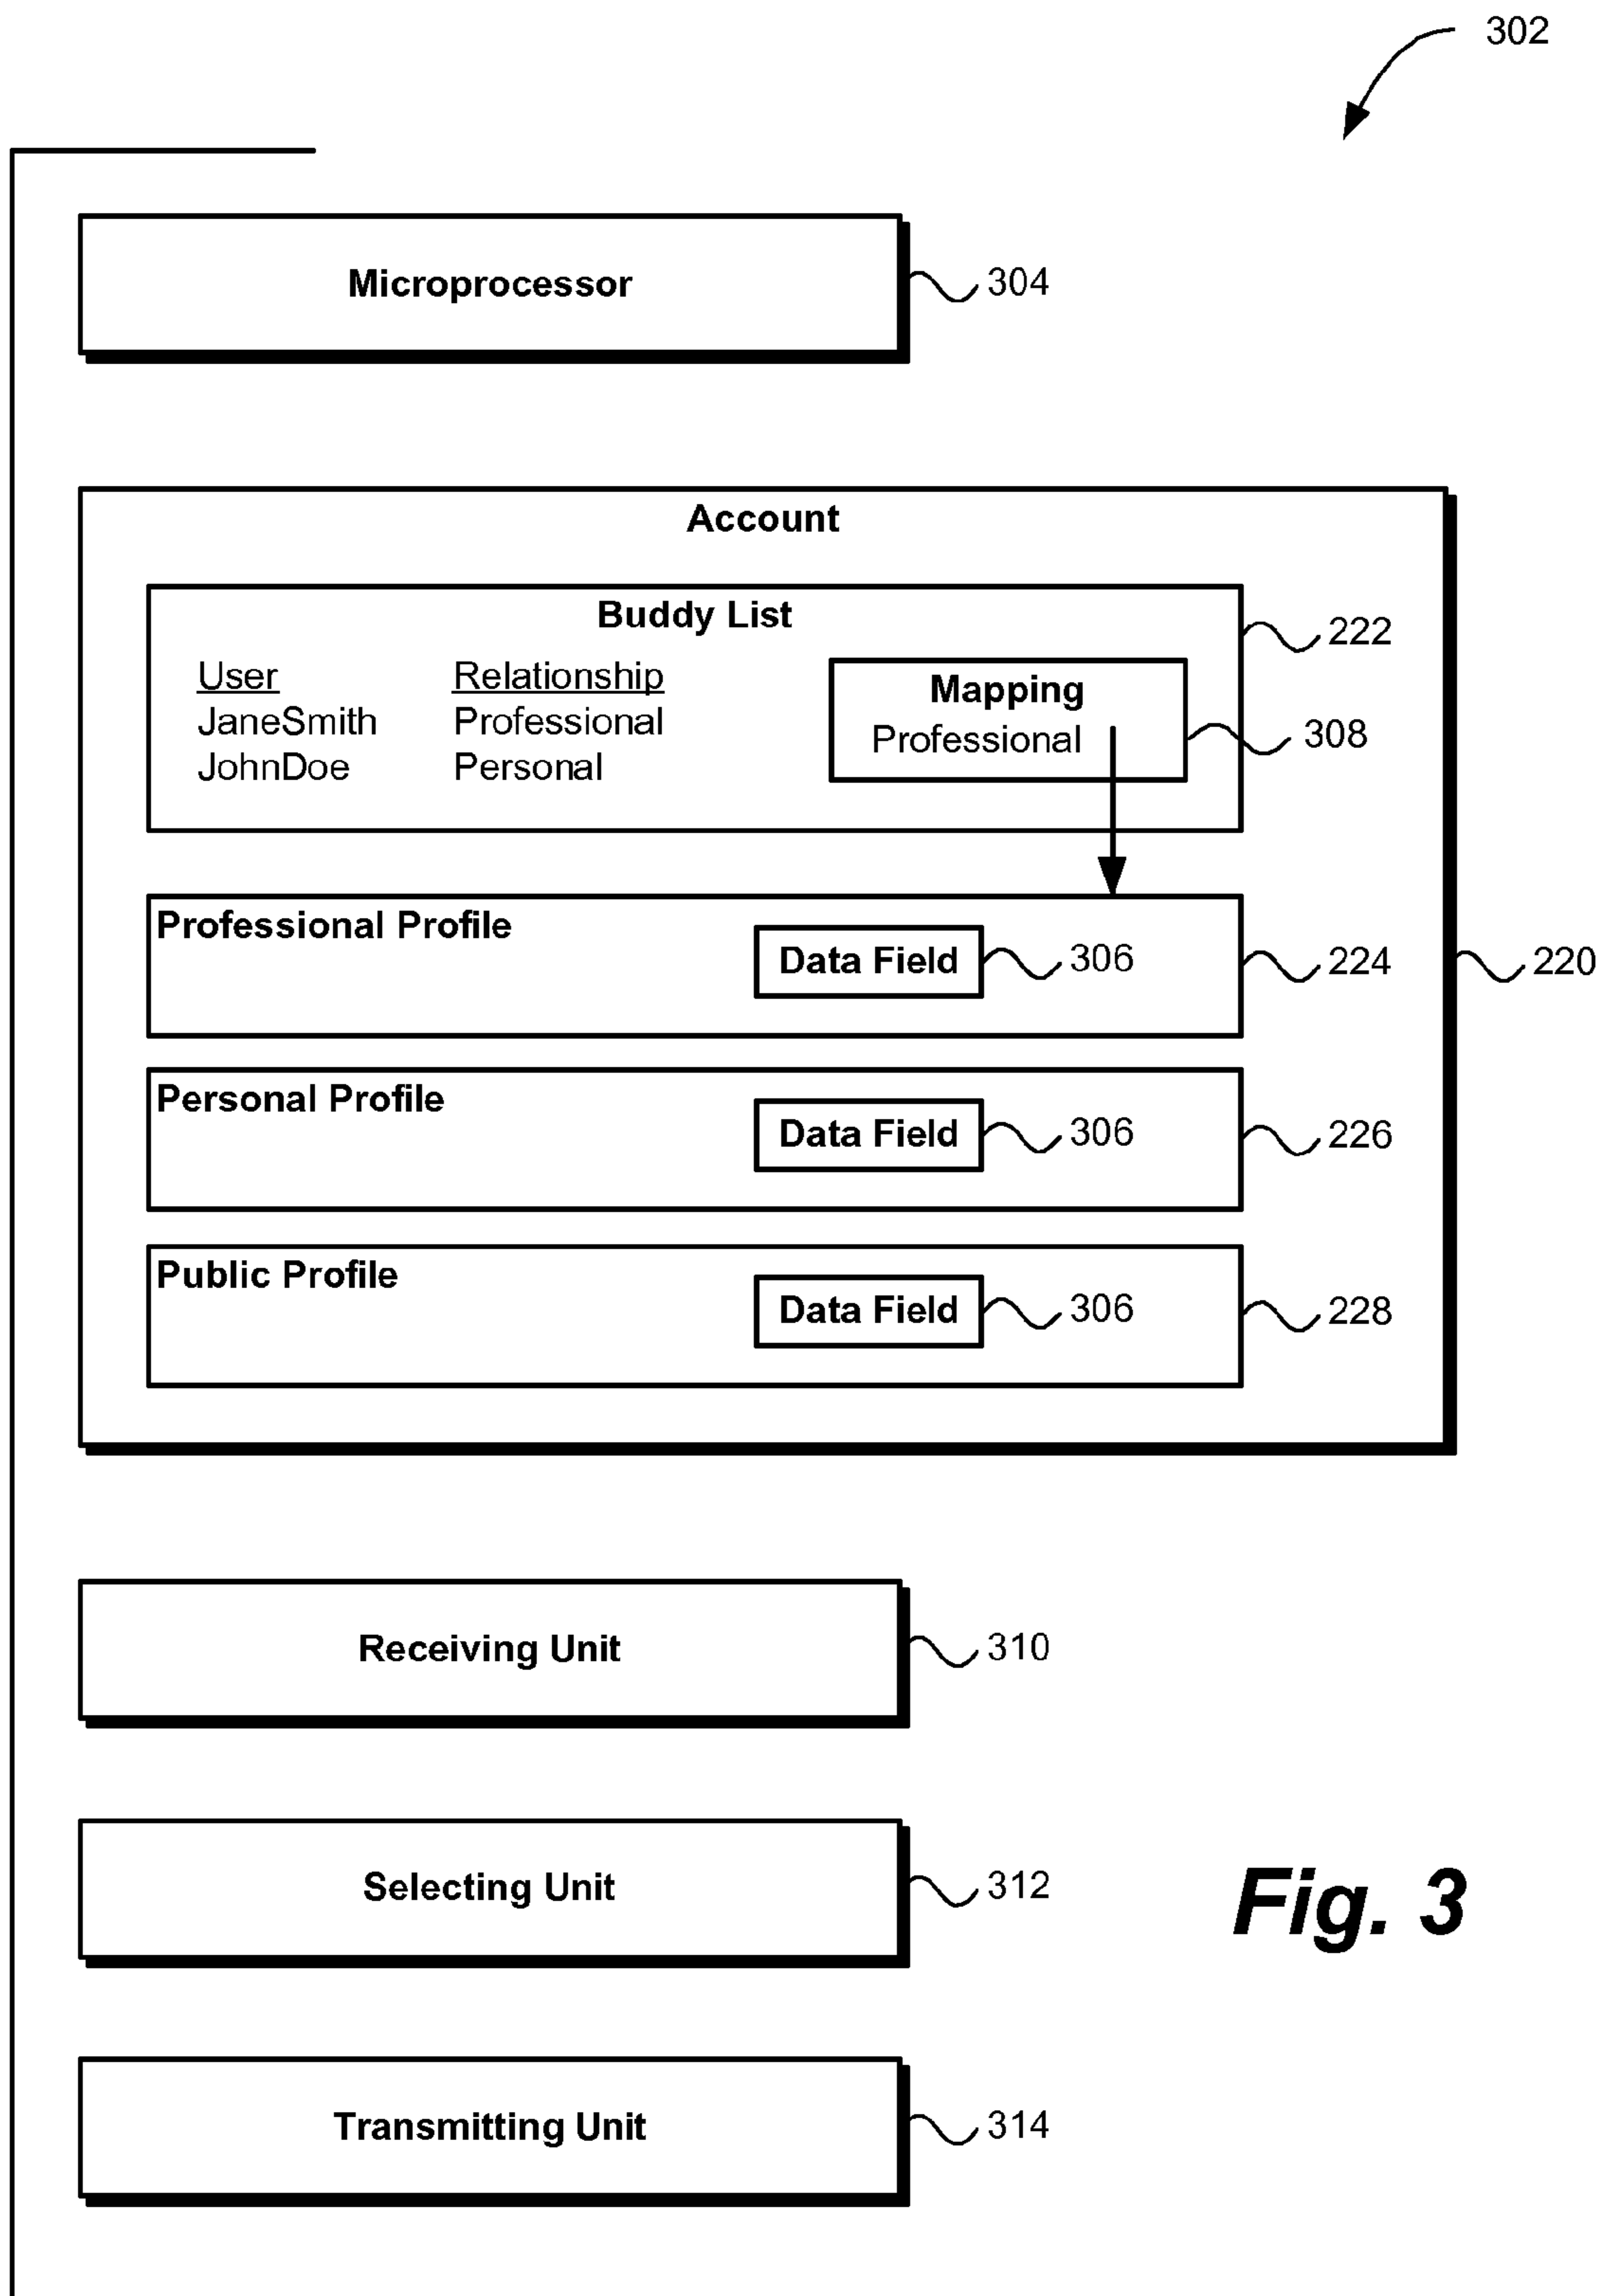 302
Microprocessor
304
Account
Buddy List
222
User Relationship
JaneSmith Professional
JohnDoe Personal
Mapping
Professional
308
Professional Profile
Data Field
306
224
220
Personal Profile
Data Field
306
226
Public Profile
Data Field
306
228
Receiving Unit
310
Selecting Unit
312
Fig. 3
Transmitting Unit
314